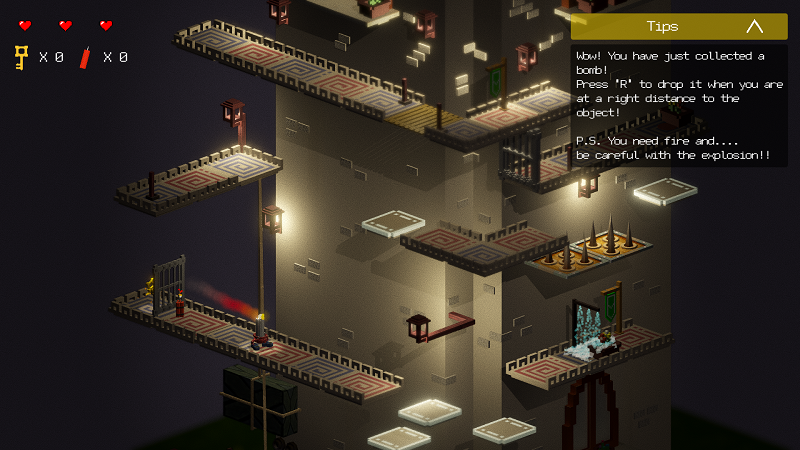 X 0 X 0
Tips
Wow! You have just collected a
bomb!
Press "R" to drop it when you are
at a right distance to the
object!
P.S. You need fire and....
be careful with the explosion!!